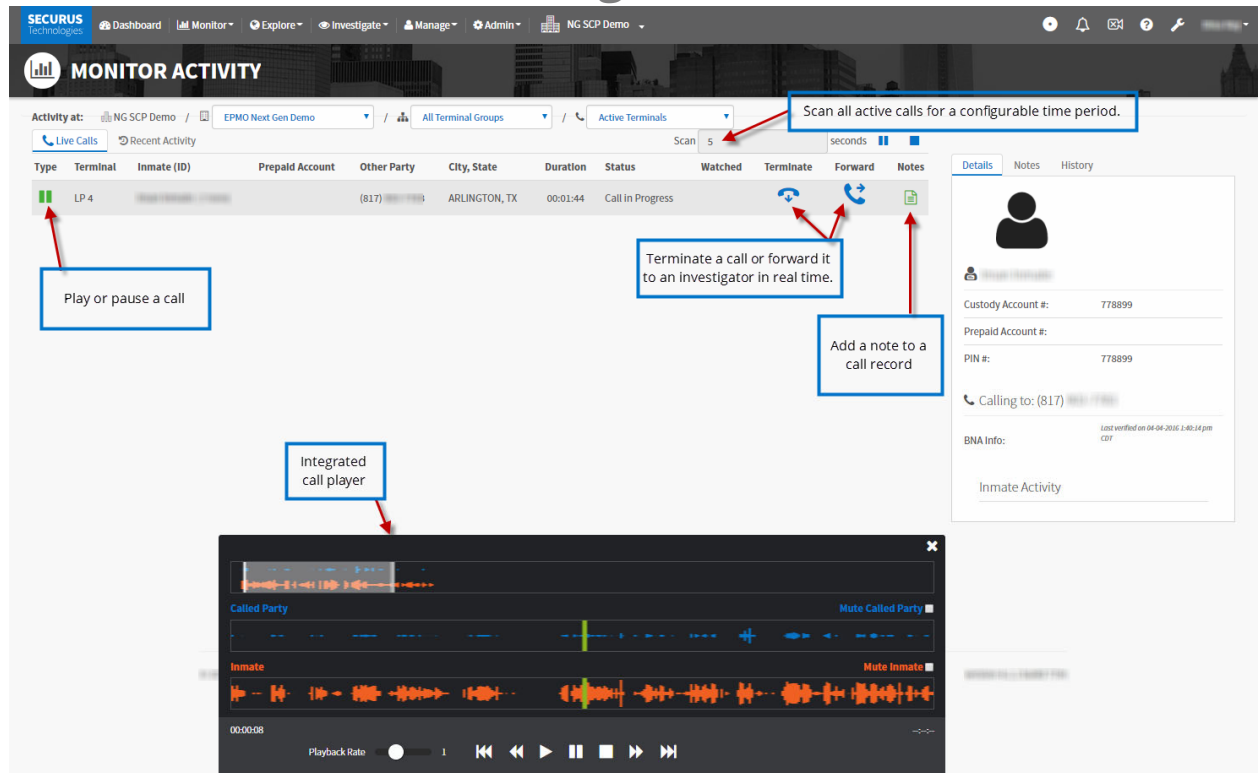 SECURUS Dashboard Monitor Explore Investigate Manage Admin NG SCP Demo
Technologies
MONITOR ACTIVITY
Scan all active calls for a configurable time period.
Activity at: NG SCP Demo / EPMO Next Gen Demo / All Terminal Groups / Active Terminals
Live Calls Recent Activity Scan 5 seconds
Type Terminal Inmate (ID) Prepaid Account Other Party City, State Duration Status Watched Terminate Forward Notes
LP 4 (817) ARLINGTON, TX 00:01:44 Call in Progress
Play or pause a call
Terminate a call or forward it
to an investigator in real time.
Add a note to a
call record
Details Notes History
Custody Account #: 778899
Prepaid Account #:
PIN #: 778899
Calling to: (817)
BNA Info: Last verified on 04-04-2016 1:40:14 pm
CDT
Inmate Activity
Integrated
call player
Called Party Mute Called Party
Inmate Mute Inmate
00:00:08 --:--:--
Playback Rate 1